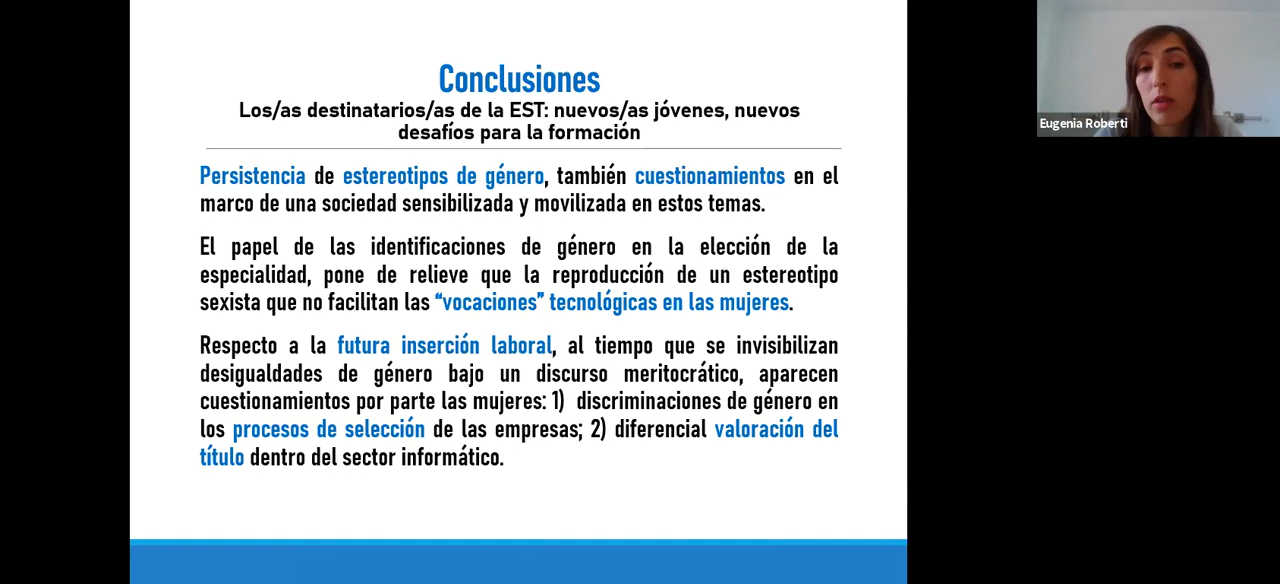 Conclusiones
Los/as destinatarios/as de la EST: nuevos/as jóvenes, nuevos
desafíos para la formación
Persistencia de estereotipos de género, también cuestionamientos en el
marco de una sociedad sensibilizada y movilizada en estos temas.
El papel de las identificaciones de género en la elección de la
especialidad, pone de relieve que la reproducción de un estereotipo
sexista que no facilitan las “vocaciones” tecnológicas en las mujeres.
Respecto a la futura inserción laboral, al tiempo que se invisibilizan
desigualdades de género bajo un discurso meritocrático, aparecen
cuestionamientos por parte las mujeres: 1) discriminaciones de género en
los procesos de selección de las empresas; 2) diferencial valoración del
título dentro del sector informático.
Eugenia Roberti